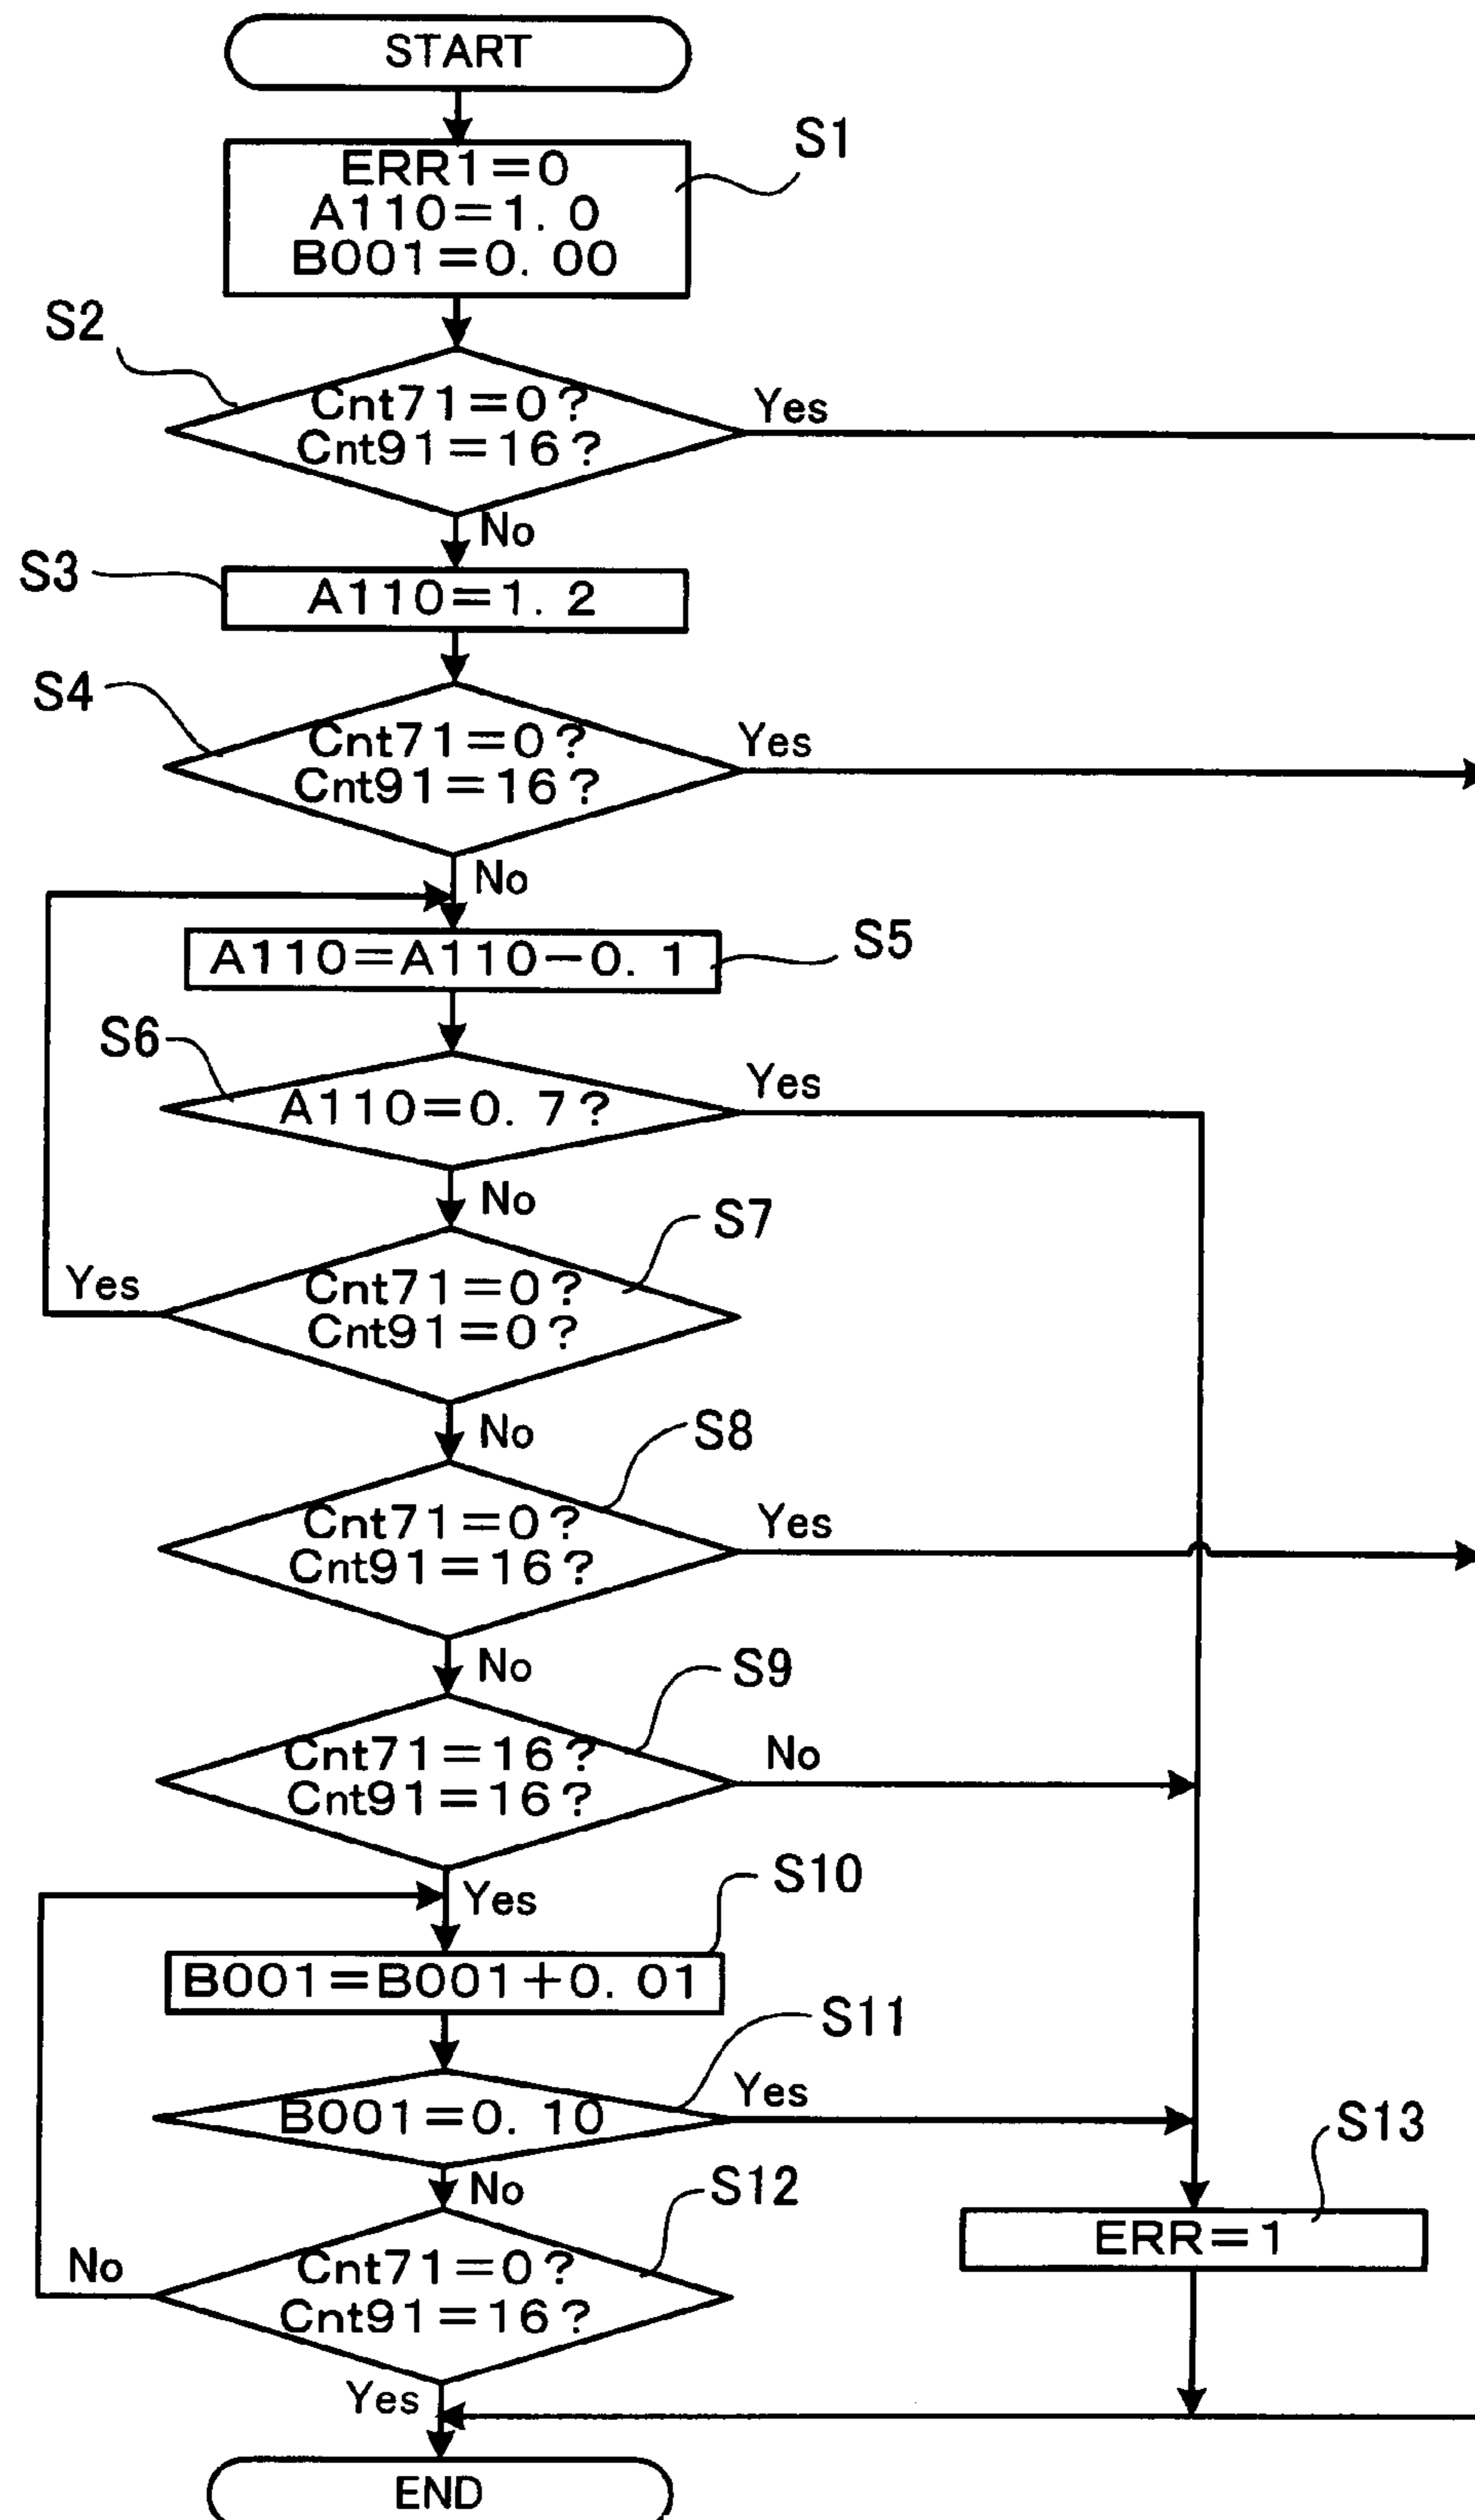 START
S1
ERR1=0
A110=1. 0
B001=0. 00
S2
Cnt71=0?
Cnt91=16?
Yes
No
S3
A110=1. 2
S4
Cnt71=0?
Cnt91=16?
Yes
No
A110=A110-0. 1
S5
S6
A110=0. 7?
Yes
No
S7
Cnt71=0?
Cnt91=0?
Yes
No
S8
Cnt71=0?
Cnt91=16?
Yes
No
S9
Cnt71=16?
Cnt91=16?
No
Yes
S10
B001=B001+0. 01
S11
B001=0. 10
Yes
No
S12
Cnt71=0?
Cnt91=16?
No
Yes
S13
ERR=1
END